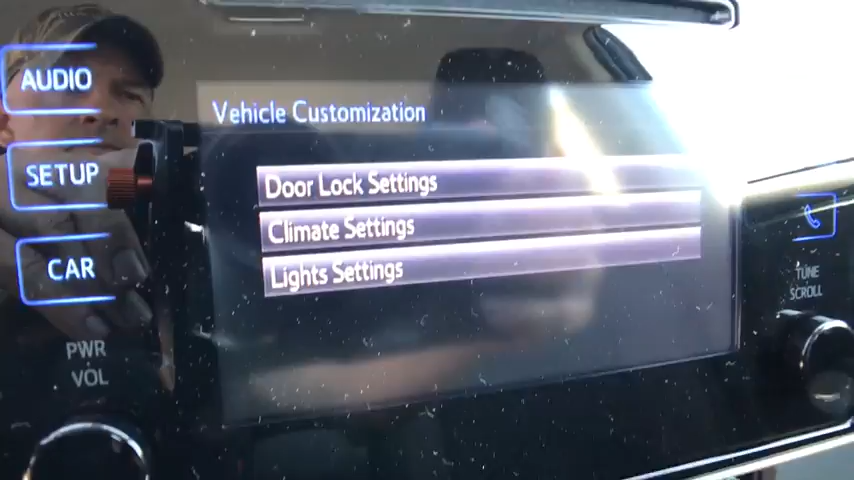 AUDIO
Vehicle Customization
SETUP
Door Lock Settings
Climate Settings
CAR
Lights Settings
TUNE
SCROLL
PWR
VOL